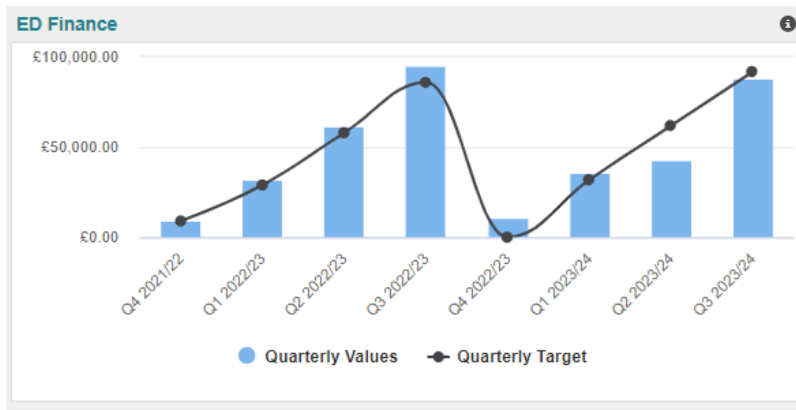 ED Finance
£100,000.00
£50,000.00
£0.00
Q4 2021/22
Q1 2022/23
Q2 2022/23
Q3 2022/23
Q4 2022/23
Q1 2023/24
Q2 2023/24
Q3 2023/24
Quarterly Values Quarterly Target